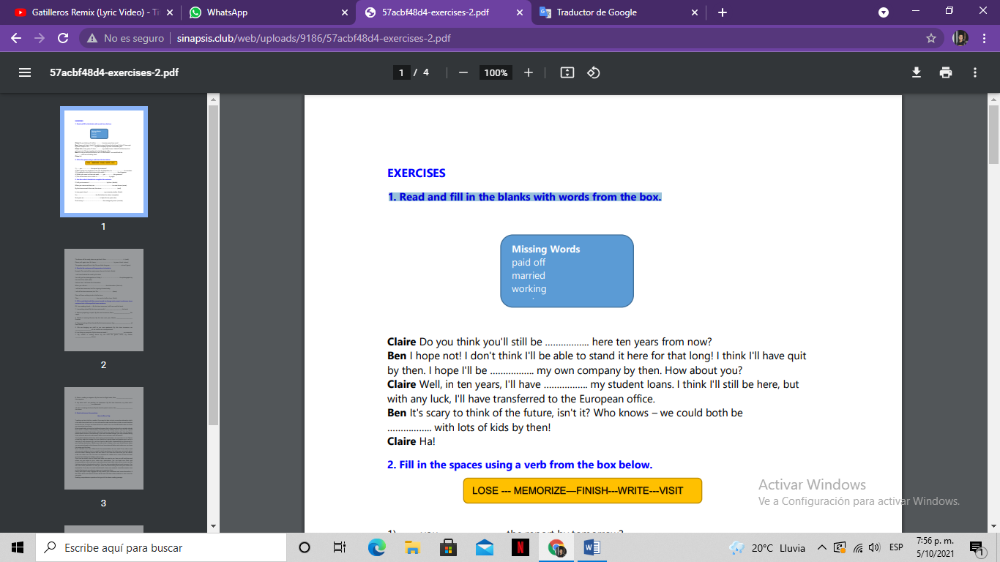 Gatilleros Remix (Lyric Video) - Ti
WhatsApp
57acbf48d4-exercises-2.pdf
Traductor de Google
No es seguro
sinapsis.club/web/uploads/9186/57acbf48d4-exercises-2.pdf
57acbf48d4-exercises-2.pdf
1 / 4
100%
1
2
3
EXERCISES
1. Read and fill in the blanks with words from the box.
Missing Words
paid off
married
working
Claire Do you think you'll still be ................. here ten years from now?
Ben I hope not! I don't think I'll be able to stand it here for that long! I think I'll have quit
by then. I hope I'll be ................. my own company by then. How about you?
Claire Well, in ten years, I'll have ................. my student loans. I think I'll still be here, but
with any luck, I'll have transferred to the European office.
Ben It's scary to think of the future, isn't it? Who knows – we could both be
................. with lots of kids by then!
Claire Ha!
2. Fill in the spaces using a verb from the box below.
LOSE --- MEMORIZE—FINISH---WRITE---VISIT
1) you the report by tomorrow?
Activar Windows
Ve a Configuración para activar Windows.
Escribe aquí para buscar
20°C Lluvia
ESP
7:56 p. m.
5/10/2021
1